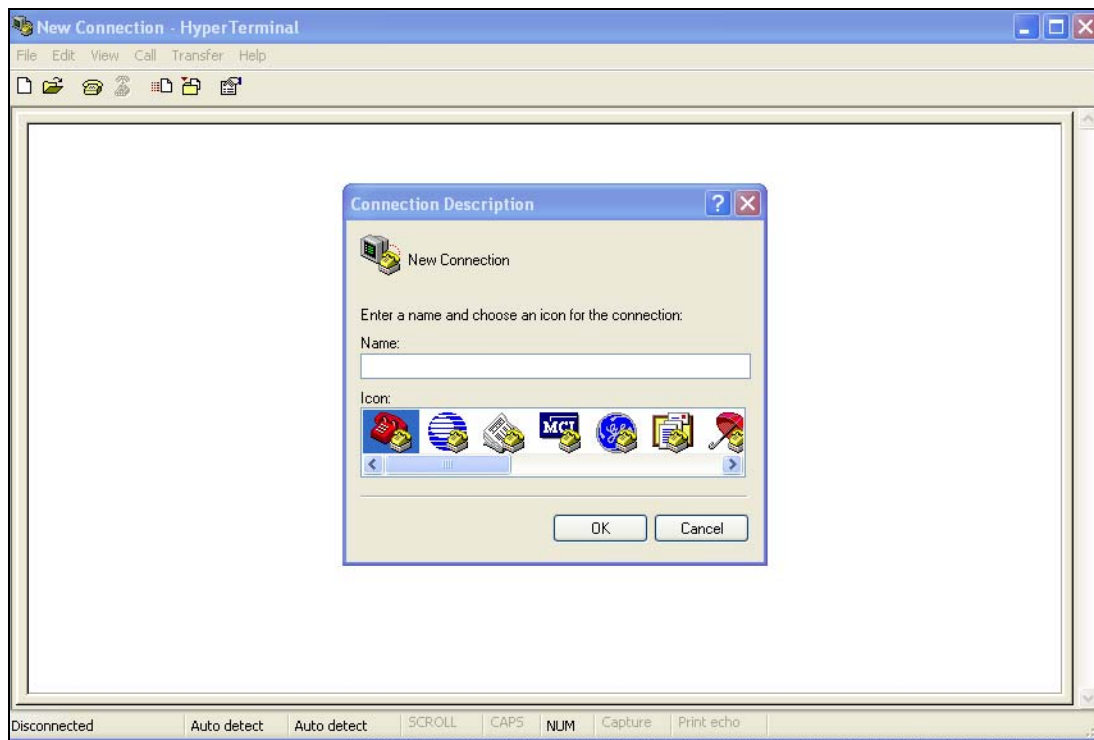 New Connection - HyperTerminal
File Edit View Call Transfer Help
Connection Description
New Connection
Enter a name and choose an icon for the connection:
Name:
Icon:
MCI
OK Cancel
Disconnected Auto detect Auto detect SCROLL CAPS NUM Capture Print echo